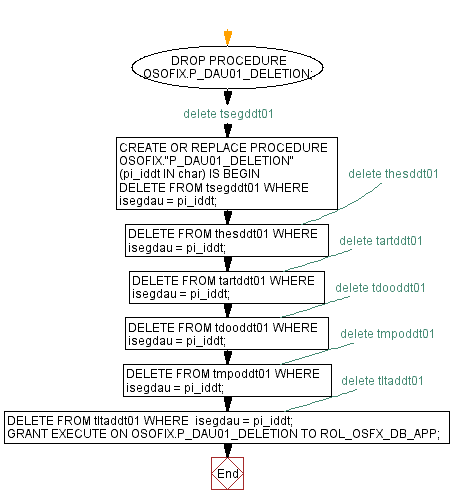 DROP PROCEDURE
OSOFIX.P_DAU01_DELETION;
delete tsegddt01
CREATE OR REPLACE PROCEDURE
OSOFIX."P_DAU01_DELETION"
(pi_iddt IN char) IS BEGIN
DELETE FROM tsegddt01 WHERE
isegdau = pi_iddt;
delete thesddt01
DELETE FROM thesddt01 WHERE
isegdau = pi_iddt;
delete tartddt01
DELETE FROM tartddt01 WHERE
isegdau = pi_iddt;
delete tdooddt01
DELETE FROM tdooddt01 WHERE
isegdau = pi_iddt;
delete tmpoddt01
DELETE FROM tmpoddt01 WHERE
isegdau = pi_iddt;
delete tltaddt01
DELETE FROM tltaddt01 WHERE  isegdau = pi_iddt;
GRANT EXECUTE ON OSOFIX.P_DAU01_DELETION TO ROL_OSFX_DB_APP;
End